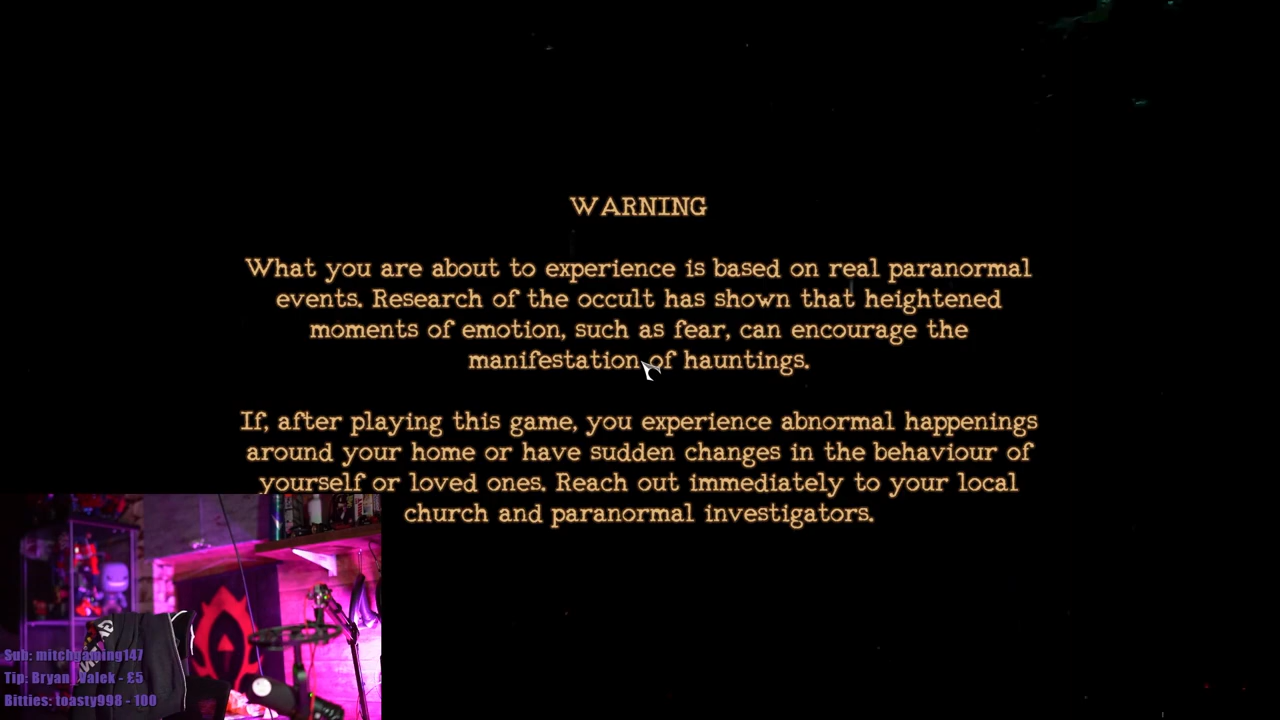 WARNING
What you are about to experience is based on real paranormal
events. Research of the occult has shown that heightened
moments of emotion, such as fear, can encourage the
manifestation of hauntings.
If, after playing this game, you experience abnormal happenings
around your home or have sudden changes in the behaviour of
yourself or loved ones. Reach out immediately to your local
church and paranormal investigators.
Sub: mitchgaming147
Tip: Bryan_Valek - £5
Bitties: toasty998 - 100